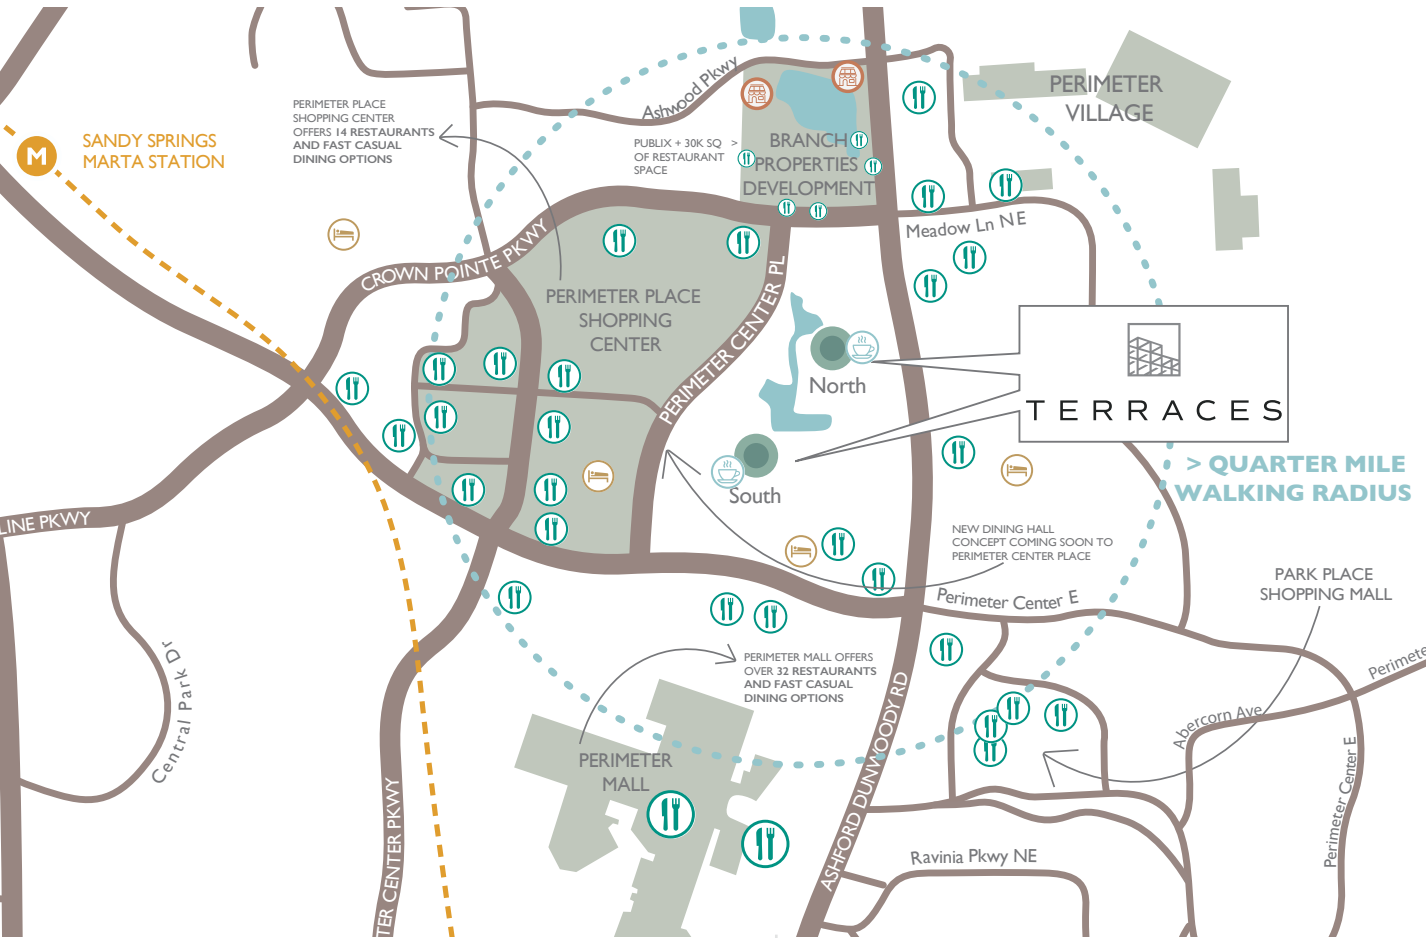 PERIMETER PLACE
SHOPPING CENTER
OFFERS 14 RESTAURANTS
AND FAST CASUAL
DINING OPTIONS
M
SANDY SPRINGS
MARTA STATION
Ashwood Pkwy
PUBLIX + 30K SQ >
OF RESTAURANT
SPACE
BRANCH
PROPERTIES
DEVELOPMENT
PERIMETER
VILLAGE
Meadow Ln NE
CROWN POINTE PKWY
PERIMETER PLACE
SHOPPING
CENTER
PERIMETER CENTER PL
North
South
TERRACES
> QUARTER MILE
WALKING RADIUS
NEW DINING HALL
CONCEPT COMING SOON TO
PERIMETER CENTER PLACE
LINE PKWY
Perimeter Center E
PARK PLACE
SHOPPING MALL
PERIMETER MALL OFFERS
OVER 32 RESTAURANTS
AND FAST CASUAL
DINING OPTIONS
Central Park Dr
PERIMETER
MALL
ASHFORD DUNWOODY RD
Abercorn Ave
Perimete
Perimeter Center E
TER CENTER PKWY
Ravinia Pkwy NE